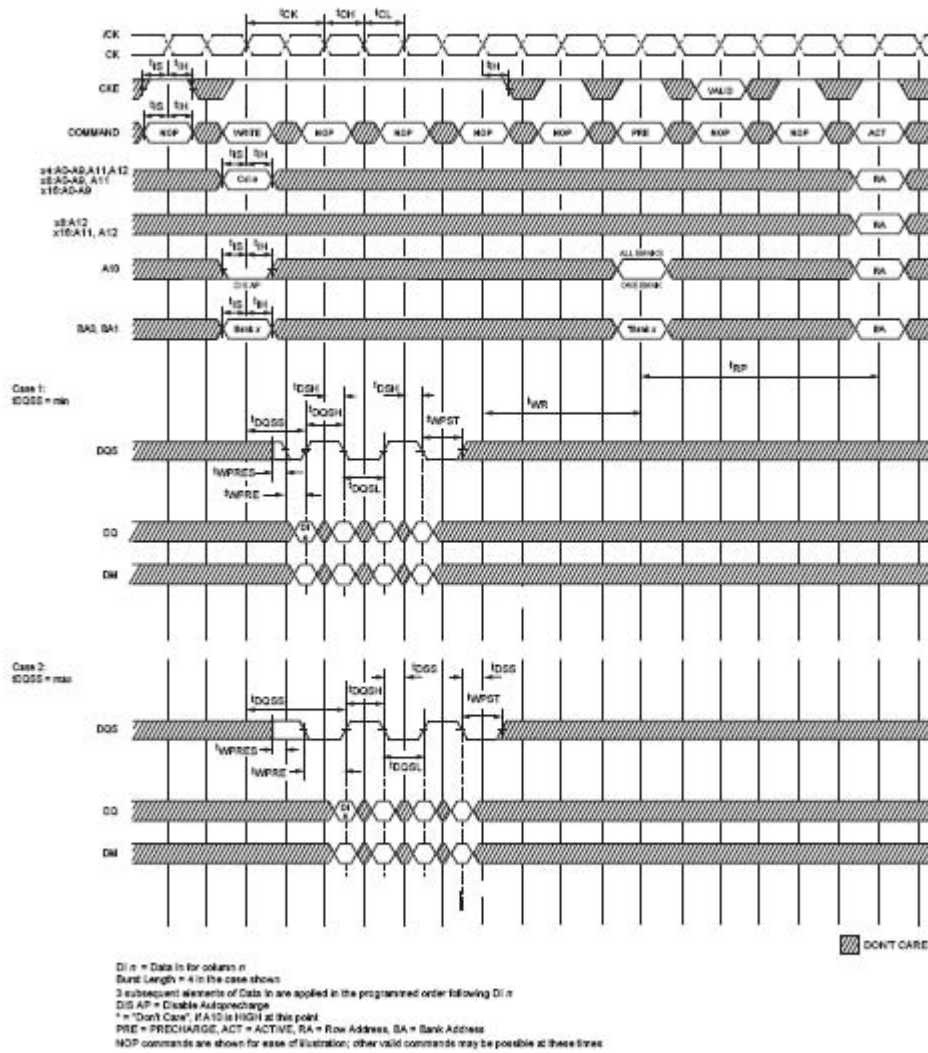 tCK tCH tCL
/CK
CK
tIS tIH tIH
CKE VALID
tIS tIH
COMMAND NOP WRITE NOP NOP NOP NOP PRE NOP NOP ACT
x4:A0-A9,A11,A12
x8:A0-A9, A11
x16:A0-A9
tIS tIH
Col n RA
x8:A12
x16:A11, A12
RA
tIS tIH
ALL BANKS
A10 RA
DIS AP ONE BANK
tIS tIH
BA0, BA1 Bank x *Bank x BA
tRP
Case 1:
tDQSS = min
tDSH tDSH
tDQSS tDQSH tWPST tWR
DQS
tWPRES tDQSL
tWPRE
DQ DI n
DM
Case 2:
tDQSS = max
tDSS tDSS
tDQSS tDQSH tWPST
DQS
tWPRES tDQSL
tWPRE
DQ DI n
DM
DON'T CARE
DI n = Data In for column n
Burst Length = 4 in the case shown
3 subsequent elements of Data In are applied in the programmed order following DI n
DIS AP = Disable Autoprecharge
* = "Don't Care", if A10 is HIGH at this point
PRE = PRECHARGE, ACT = ACTIVE, RA = Row Address, BA = Bank Address
NOP commands are shown for ease of illustration; other valid commands may be possible at these times